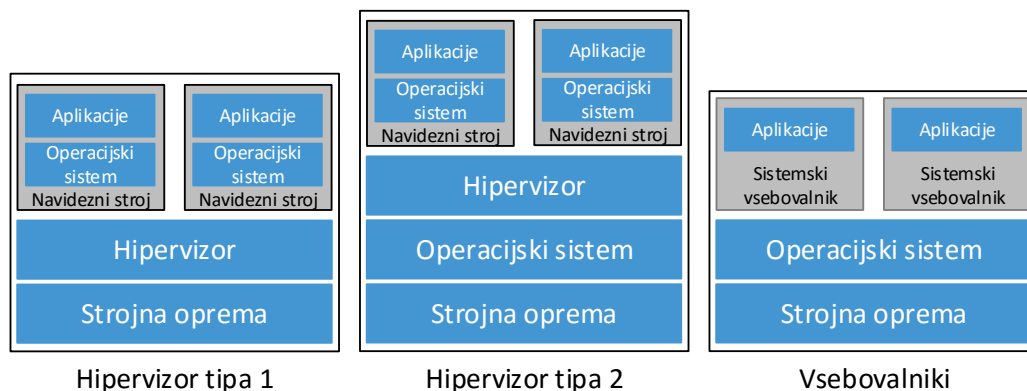 Aplikacije
Operacijski
sistem
Navidezni stroj
Aplikacije
Operacijski
sistem
Navidezni stroj
Hipervizor
Strojna oprema
Hipervizor tipa 1
Aplikacije
Operacijski
sistem
Navidezni stroj
Aplikacije
Operacijski
sistem
Navidezni stroj
Hipervizor
Operacijski sistem
Strojna oprema
Hipervizor tipa 2
Aplikacije
Sistemski
vsebovalnik
Aplikacije
Sistemski
vsebovalnik
Operacijski sistem
Strojna oprema
Vsebovalniki